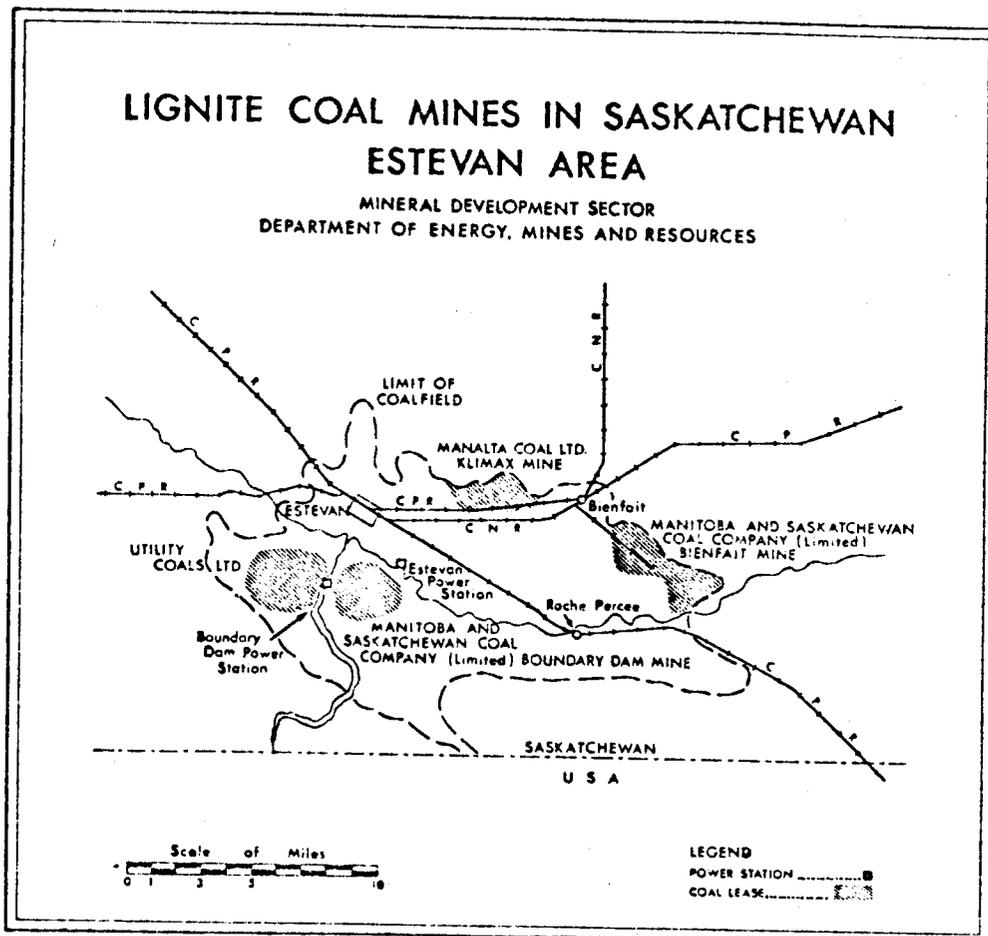 LIGNITE COAL MINES IN SASKATCHEWAN
ESTEVAN AREA
MINERAL DEVELOPMENT SECTOR
DEPARTMENT OF ENERGY, MINES AND RESOURCES
C P R
C N R
LIMIT OF
COALFIELD
C P R
MANALTA COAL LTD.
KLIMAX MINE
C P R
C P R
ESTEVAN
C N R
Bienfait
MANITOBA AND SASKATCHEWAN
COAL COMPANY (Limited)
BIENFAIT MINE
UTILITY
COALS LTD
Estevan
Power
Station
Roche Percee
Boundary
Dam Power
Station
MANITOBA AND
SASKATCHEWAN COAL
COMPANY (Limited) BOUNDARY DAM MINE
C P R
SASKATCHEWAN
U S A
Scale of Miles
0 1 3 5 10
LEGEND
POWER STATION
COAL LEASE